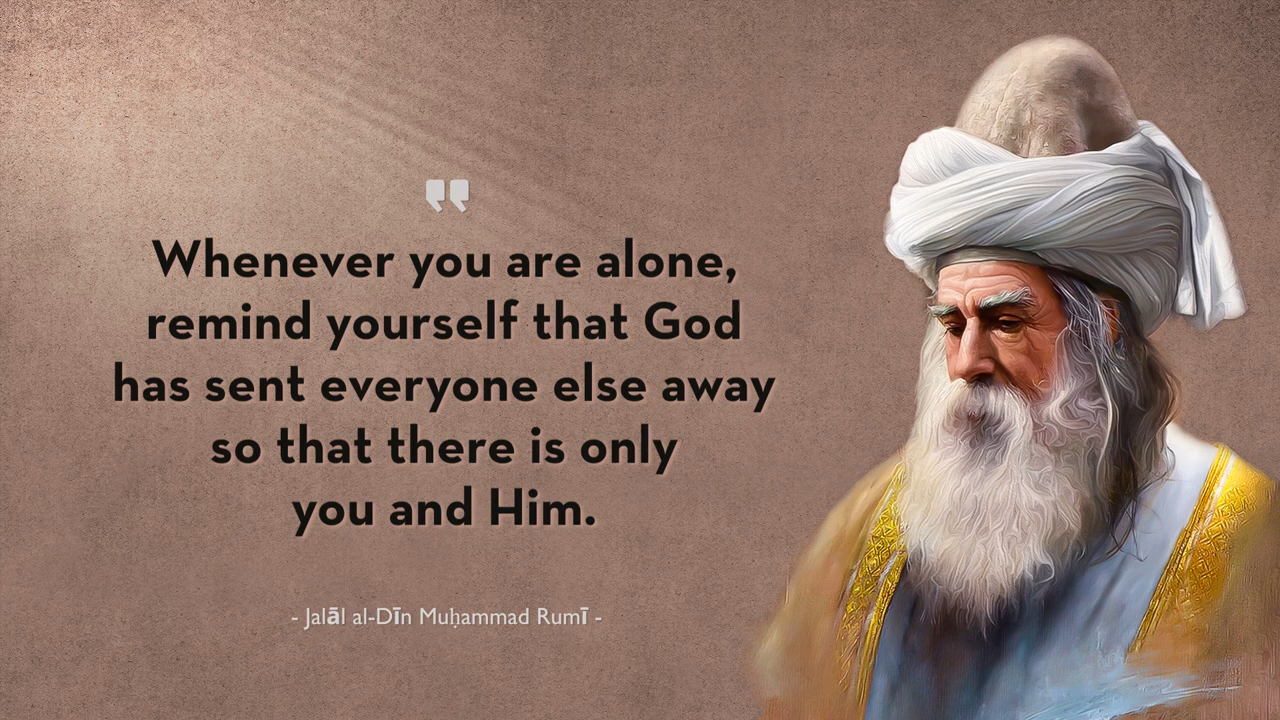 ❞
Whenever you are alone,
remind yourself that God
has sent everyone else away
so that there is only
you and Him.
- Jalāl al-Dīn Muḥammad Rumī -